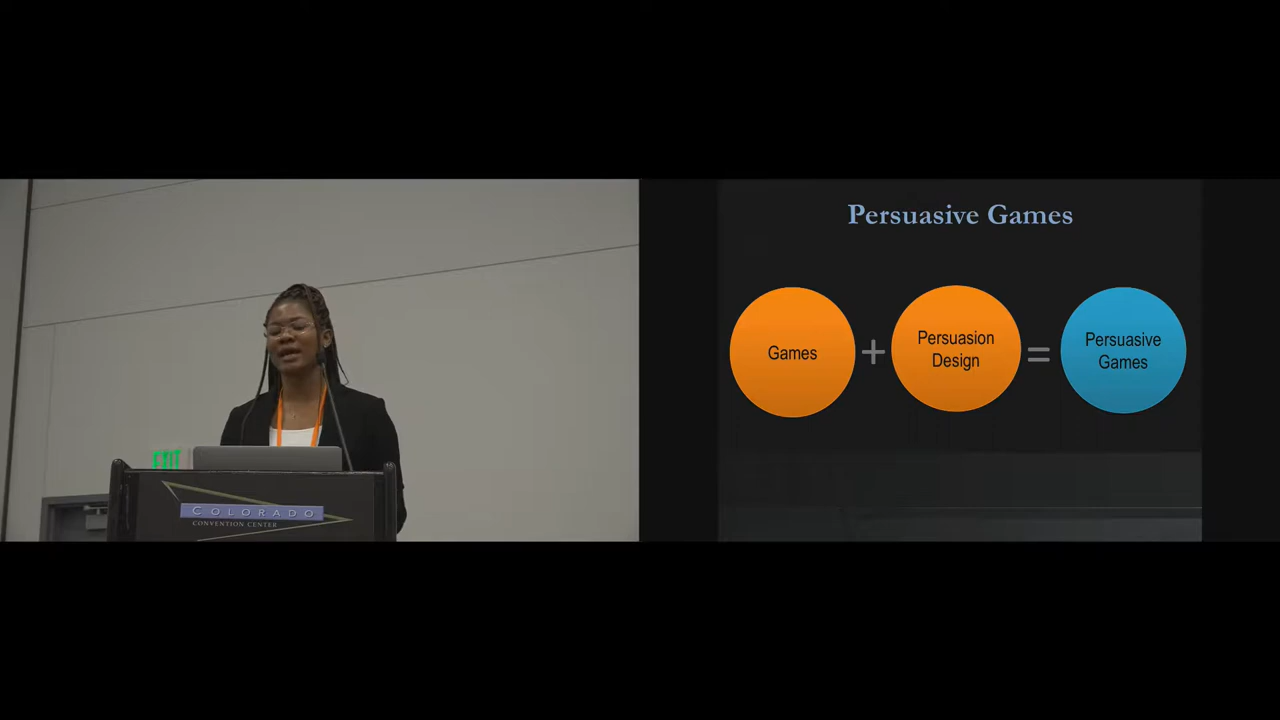 EXIT
COLORADO
CONVENTION CENTER
Persuasive Games
Games
+
Persuasion
Design
=
Persuasive
Games